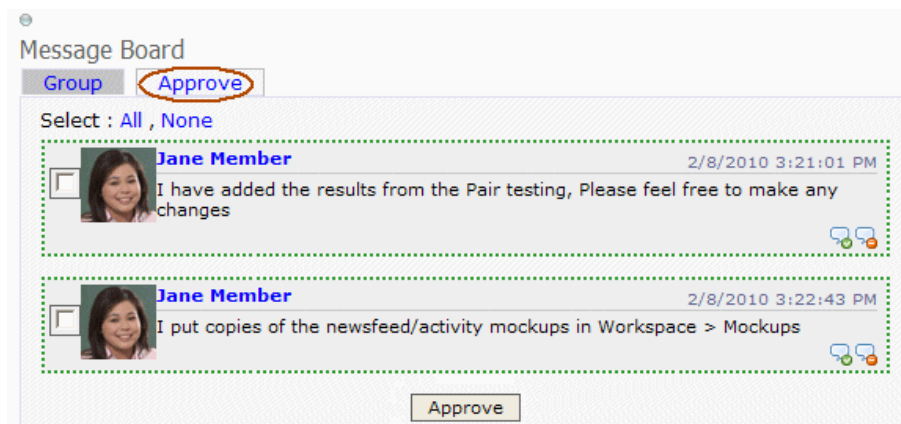 Message Board
Group Approve
Select : All , None
Jane Member 2/8/2010 3:21:01 PM
I have added the results from the Pair testing, Please feel free to make any
changes
Jane Member 2/8/2010 3:22:43 PM
I put copies of the newsfeed/activity mockups in Workspace > Mockups
Approve